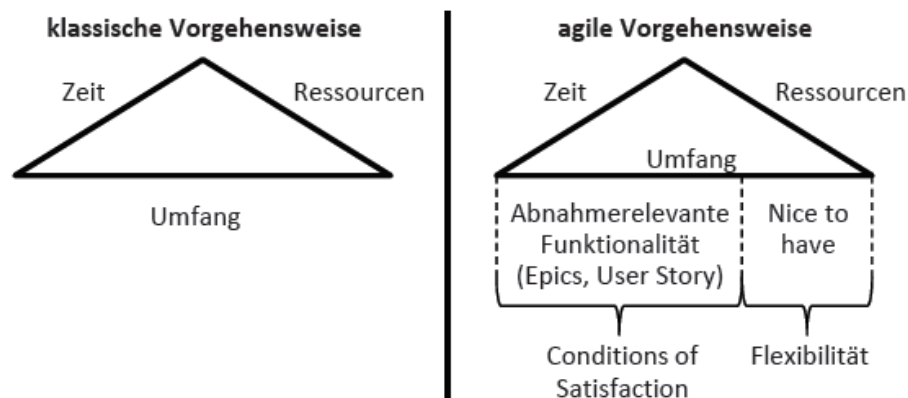 klassische Vorgehensweise
Zeit
Ressourcen
Umfang
agile Vorgehensweise
Zeit
Ressourcen
Umfang
Abnahmerelevante
Funktionalität
(Epics, User Story)
Nice to
have
Conditions of
Satisfaction
Flexibilität